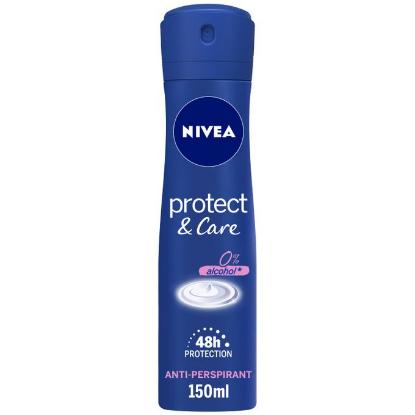 NIVEA
protect
& Care
0%
alcohol*
48h
PROTECTION
ANTI-PERSPIRANT
150ml